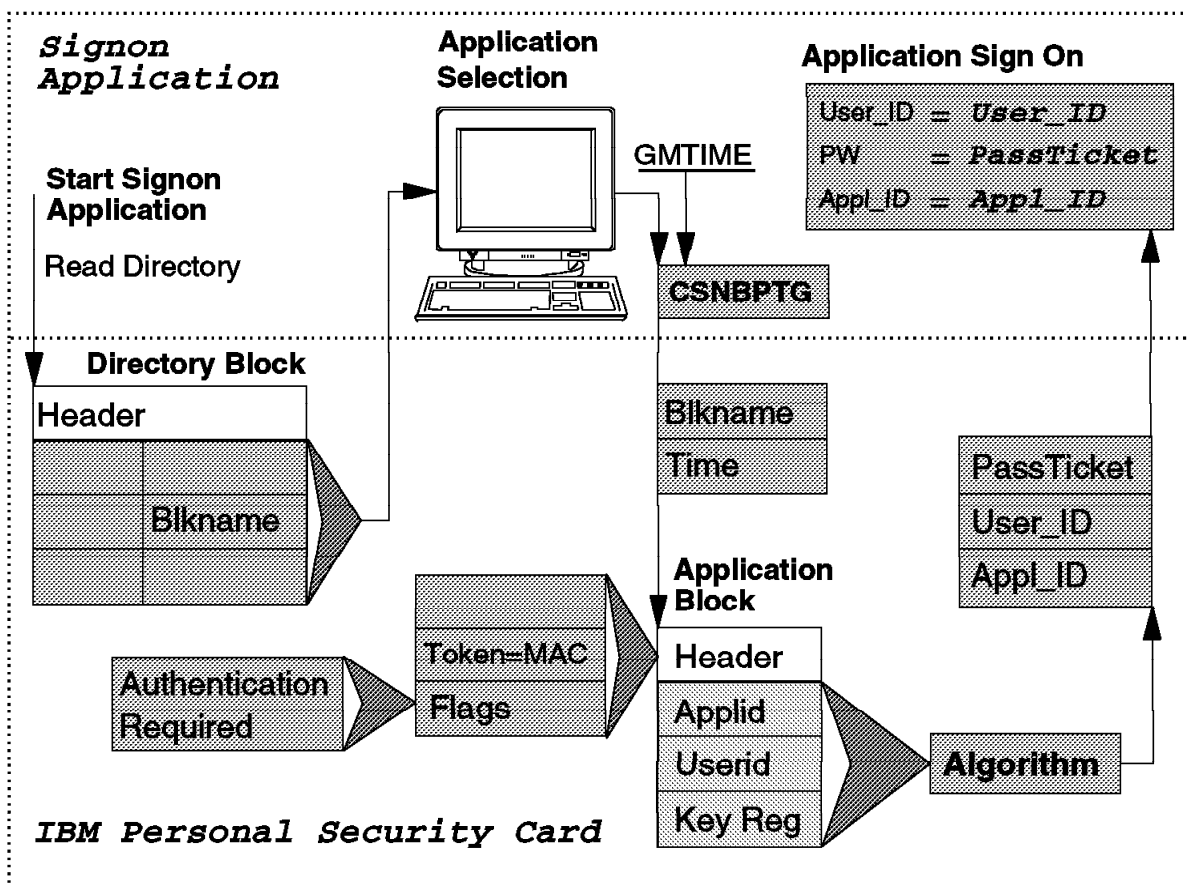 Signon
Application
Application
Selection
Application Sign On
User_ID = User_ID
PW = PassTicket
Appl_ID = Appl_ID
GMTIME
Start Signon
Application
Read Directory
CSNBPTG
Directory Block
Header
Blkname
Blkname
Time
PassTicket
User_ID
Appl_ID
Application
Block
Token=MAC
Flags
Authentication
Required
Header
Applid
Userid
Key Reg
Algorithm
IBM Personal Security Card